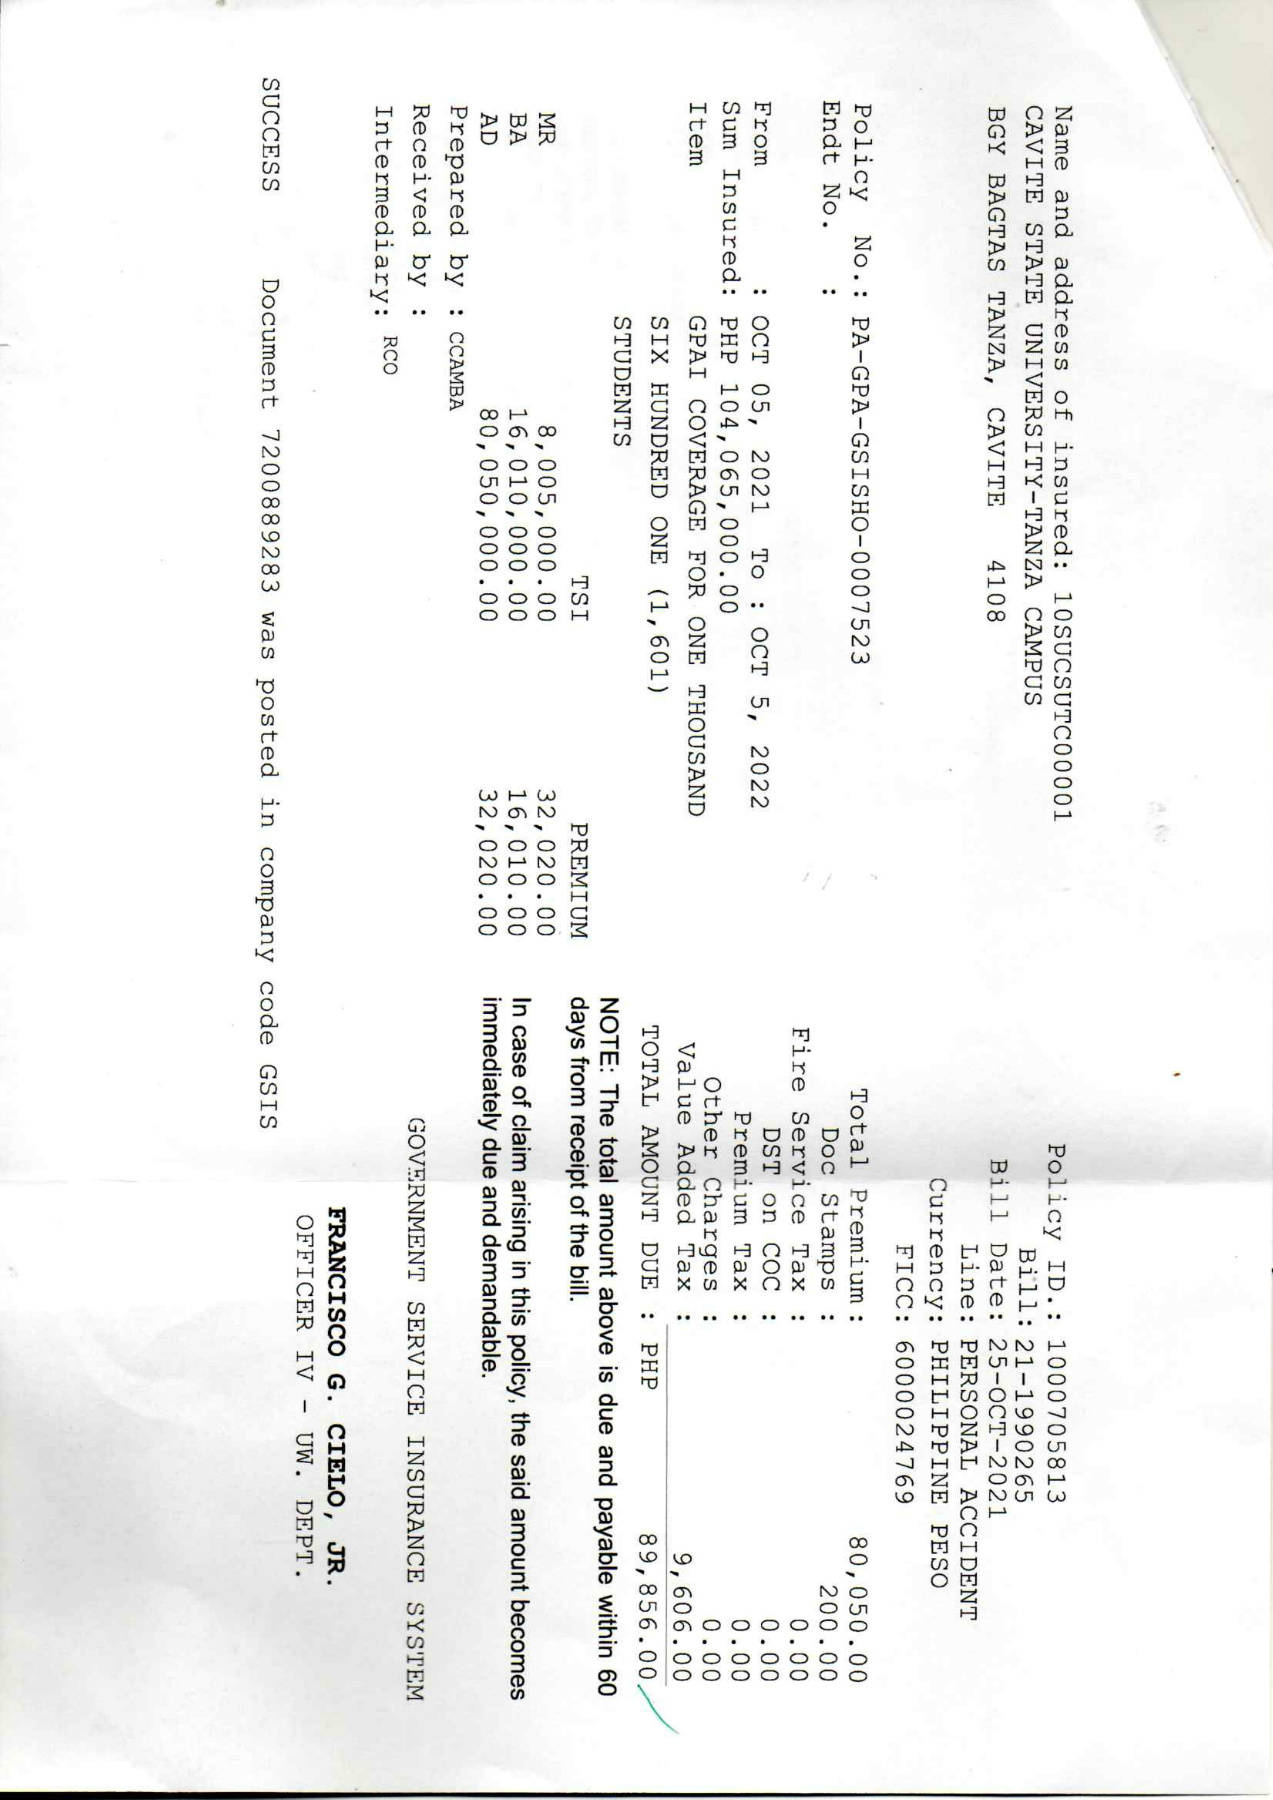 Name and address of insured: 10SUCSUTC00001
CAVITE STATE UNIVERSITY-TANZA CAMPUS
BGY BAGTAS TANZA, CAVITE 4108
Policy ID.: 1000705813
Bill: 21-1990265
Bill Date: 25-OCT-2021
Line: PERSONAL ACCIDENT
Currency: PHILIPPINE PESO
FICC: 6000024769
Policy No.: PA-GPA-GSISHO-0007523
Endt No. :
From : OCT 05, 2021 To : OCT 5, 2022
Sum Insured: PHP 104,065,000.00
Item GPAI COVERAGE FOR ONE THOUSAND
SIX HUNDRED ONE (1,601)
STUDENTS
Total Premium : 80,050.00
Doc Stamps : 200.00
Fire Service Tax : 0.00
DST on COC : 0.00
Premium Tax : 0.00
Other Charges : 0.00
Value Added Tax : 9,606.00
TOTAL AMOUNT DUE : PHP 89,856.00
TSI PREMIUM
MR 8,005,000.00 32,020.00
BA 16,010,000.00 16,010.00
AD 80,050,000.00 32,020.00
NOTE: The total amount above is due and payable within 60
days from receipt of the bill.
In case of claim arising in this policy, the said amount becomes
immediately due and demandable.
Prepared by : CCAMBA
Received by :
Intermediary: RCO
GOVERNMENT SERVICE INSURANCE SYSTEM
FRANCISCO G. CIELO, JR.
OFFICER IV - UW. DEPT.
SUCCESS Document 7200889283 was posted in company code GSIS